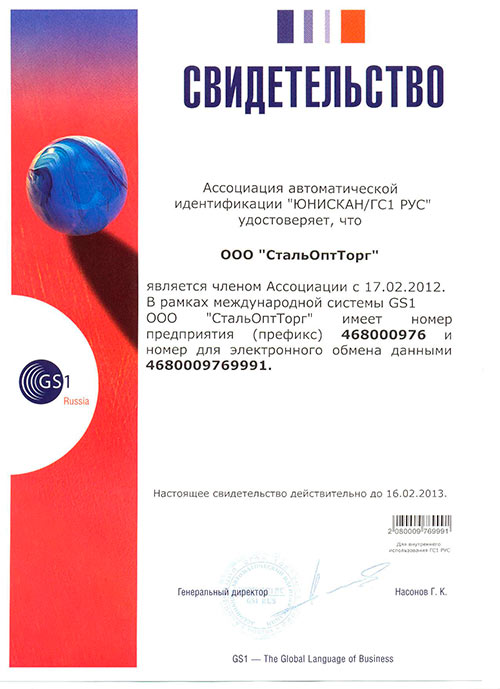 СВИДЕТЕЛЬСТВО
Ассоциация автоматической
идентификации "ЮНИСКАН/ГС1 РУС"
удостоверяет, что
ООО "СтальОптТорг"
является членом Ассоциации с 17.02.2012.
В рамках международной системы GS1
ООО "СтальОптТорг" имеет номер
предприятия (префикс) 468000976 и
номер для электронного обмена данными
4680009769991.
GS1
Russia
Настоящее свидетельство действительно до 16.02.2013.
2 080009 769991
Для внутреннего
использования ГС1 РУС
Генеральный директор
Насонов Г. К.
GS1 — The Global Language of Business